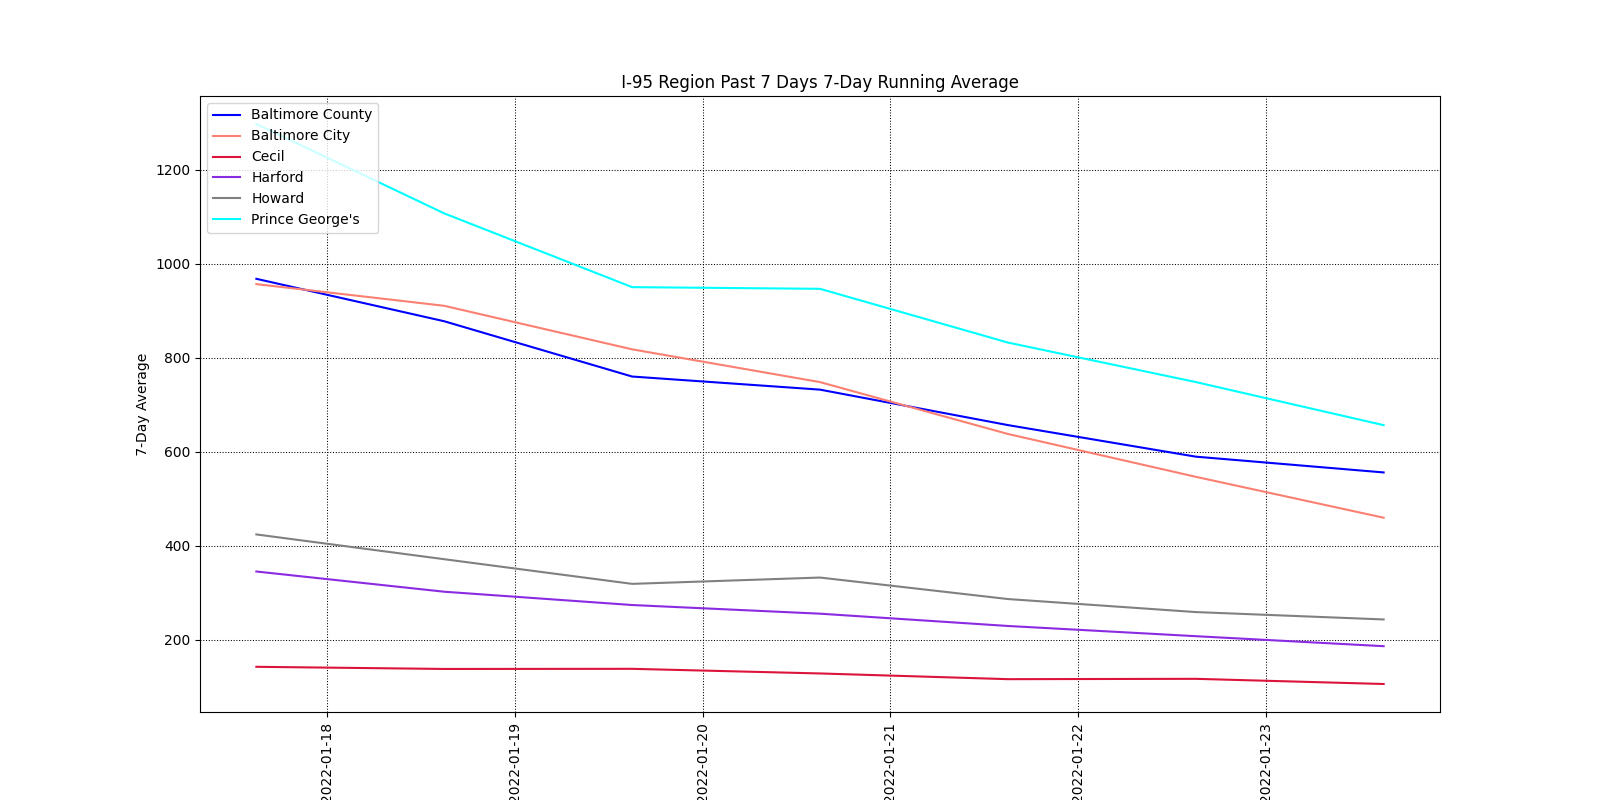 I-95 Region Past 7 Days 7-Day Running Average
Baltimore County
Baltimore City
Cecil
Harford
Howard
Prince George's
7-Day Average
1200
1000
800
600
400
200
2022-01-18
2022-01-19
2022-01-20
2022-01-21
2022-01-22
2022-01-23